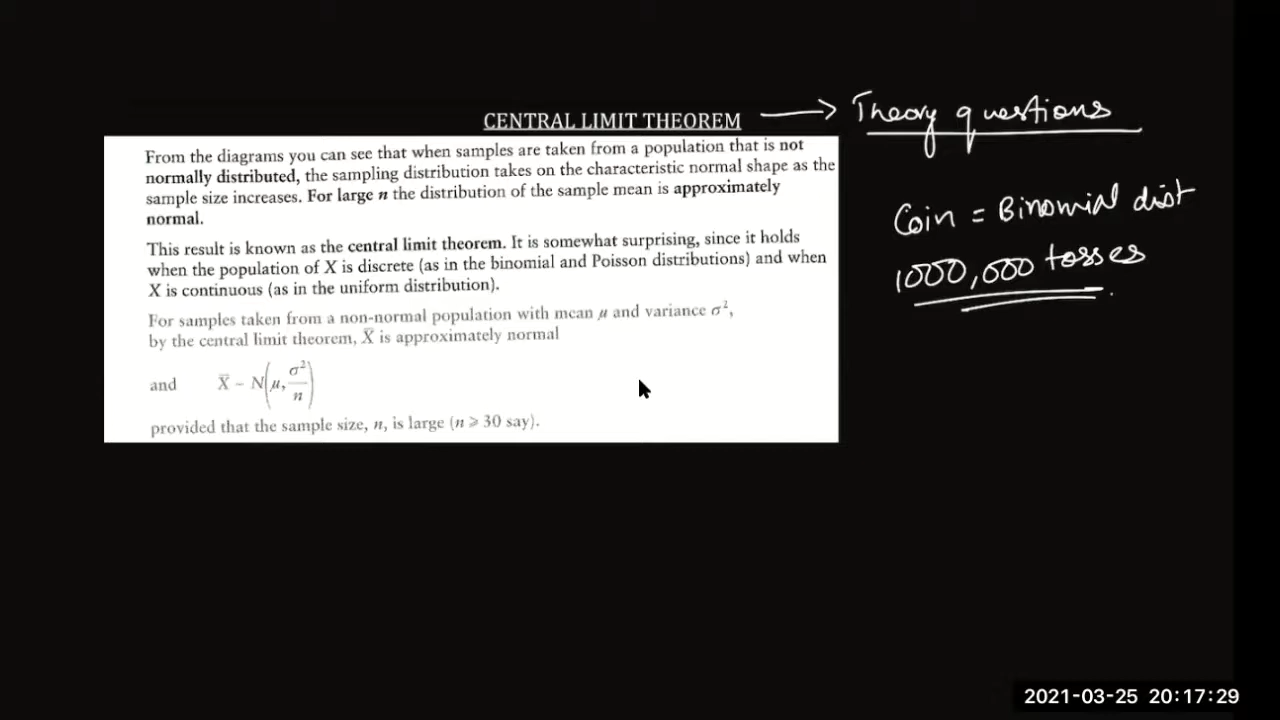 CENTRAL LIMIT THEOREM → Theory questions
From the diagrams you can see that when samples are taken from a population that is not
normally distributed, the sampling distribution takes on the characteristic normal shape as the
sample size increases. For large n the distribution of the sample mean is approximately
normal.
This result is known as the central limit theorem. It is somewhat surprising, since it holds
when the population of X is discrete (as in the binomial and Poisson distributions) and when
X is continuous (as in the uniform distribution).
For samples taken from a non-normal population with mean μ and variance σ²,
by the central limit theorem, X̄ is approximately normal
and X̄ ~ N(μ, σ²/n)
provided that the sample size, n, is large (n ⩾ 30 say).
Coin = Binomial dist
1000,000 tosses
2021-03-25 20:17:29